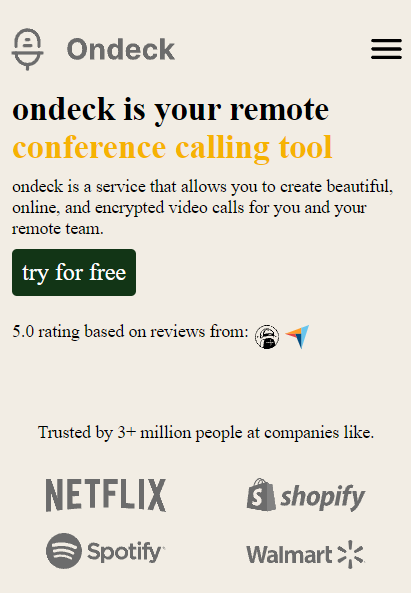 Ondeck
ondeck is your remote
conference calling tool
ondeck is a service that allows you to create beautiful,
online, and encrypted video calls for you and your
remote team.
try for free
5.0 rating based on reviews from:
Trusted by 3+ million people at companies like.
NETFLIX
shopify
Spotify
Walmart